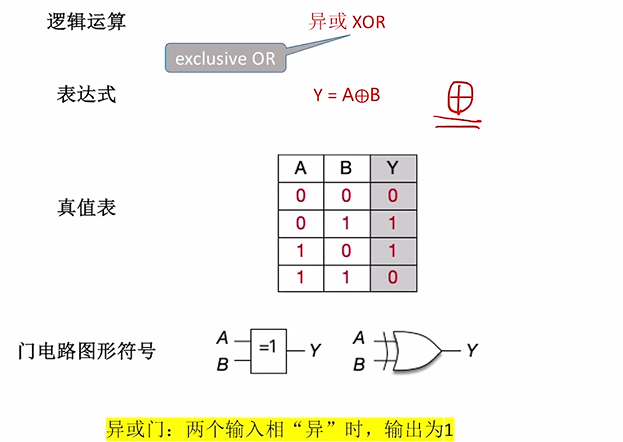 逻辑运算 异或 XOR
exclusive OR
表达式 Y = A⊕B ⊕
真值表
A B Y
0 0 0
0 1 1
1 0 1
1 1 0
门电路图形符号
A =1 Y A Y
B B
异或门：两个输入相“异”时，输出为1